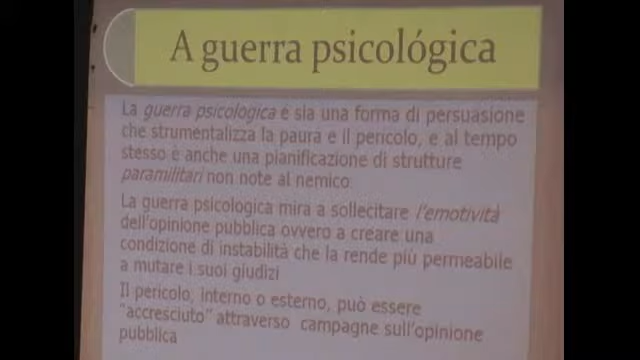 A guerra psicológica
La guerra psicologica è sia una forma di persuasione
che strumentalizza la paura e il pericolo, e al tempo
stesso è anche una pianificazione di strutture
paramilitari non note al nemico.
La guerra psicologica mira a sollecitare l'emotività
dell'opinione pubblica ovvero a creare una
condizione di instabilità che la rende più permeabile
a mutare i suoi giudizi
Il pericolo, interno o esterno, può essere
"accresciuto" attraverso campagne sull'opinione
pubblica